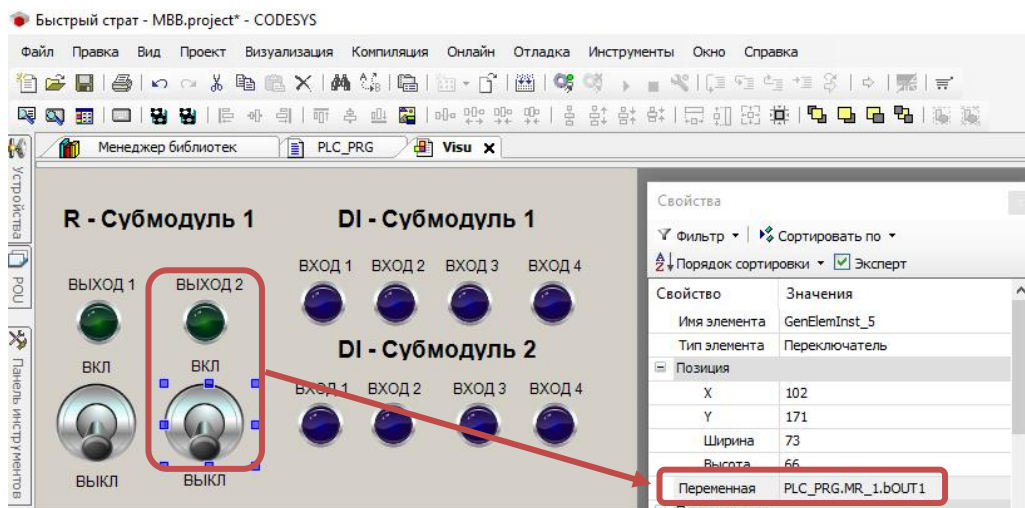 Быстрый страт - MBB.project* - CODESYS
Файл Правка Вид Проект Визуализация Компиляция Онлайн Отладка Инструменты Окно Справка
Менеджер библиотек PLC_PRG Visu X
Устройства
POU
Панель инструментов
R - Субмодуль 1 DI - Субмодуль 1
ВЫХОД 1 ВЫХОД 2 ВХОД 1 ВХОД 2 ВХОД 3 ВХОД 4
DI - Субмодуль 2
ВКЛ ВКЛ
ВХОД 1 ВХОД 2 ВХОД 3 ВХОД 4
ВЫКЛ ВЫКЛ
Свойства
Фильтр Сортировать по
Порядок сортировки Эксперт
Свойство Значения
Имя элемента GenElemInst_5
Тип элемента Переключатель
Позиция
X 102
Y 171
Ширина 73
Высота 66
Переменная PLC_PRG.MR_1.bOUT1